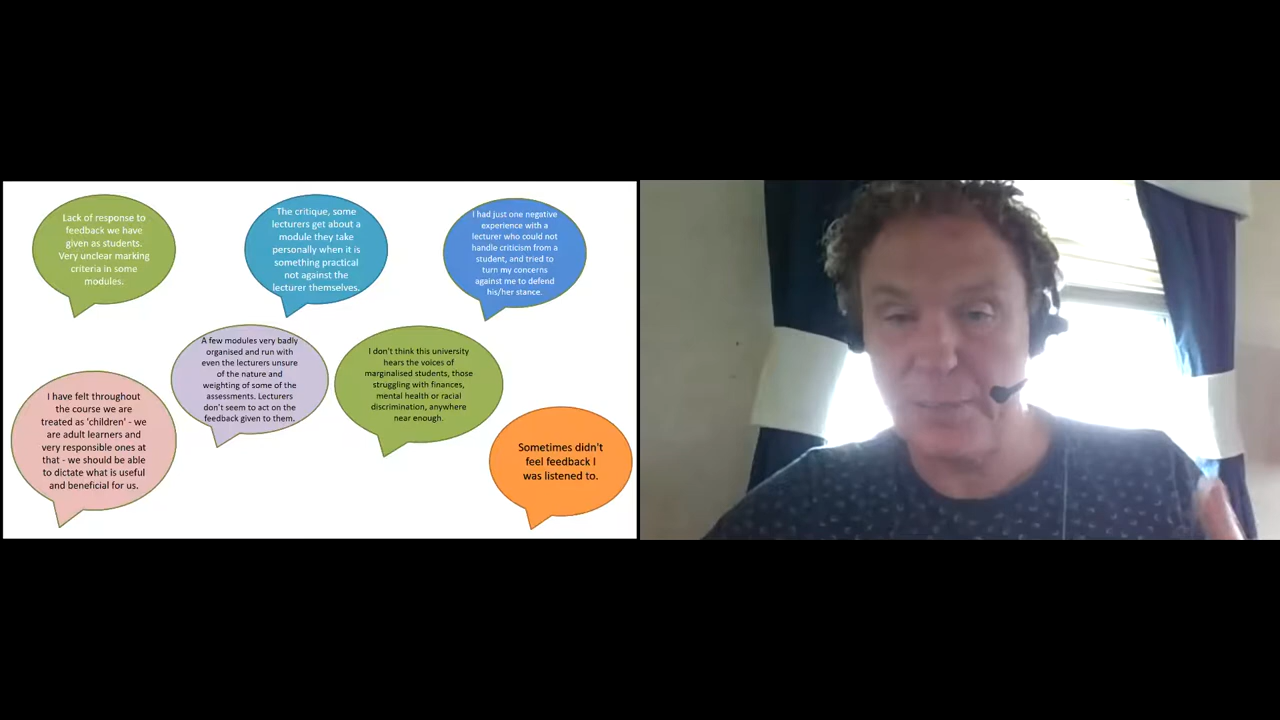 Lack of response to
feedback we have
given as students.
Very unclear marking
criteria in some
modules.
The critique, some
lecturers get about a
module they take
personally when it is
something practical
not against the
lecturer themselves.
I had just one negative
experience with a
lecturer who could not
handle criticism from a
student, and tried to
turn my concerns
against me to defend
his/her stance.
A few modules very badly
organised and run with
even the lecturers unsure
of the nature and
weighting of some of the
assessments. Lecturers
don't seem to act on the
feedback given to them.
I don't think this university
hears the voices of
marginalised students, those
struggling with finances,
mental health or racial
discrimination, anywhere
near enough.
I have felt throughout
the course we are
treated as 'children' - we
are adult learners and
very responsible ones at
that - we should be able
to dictate what is useful
and beneficial for us.
Sometimes didn't
feel feedback I
was listened to.